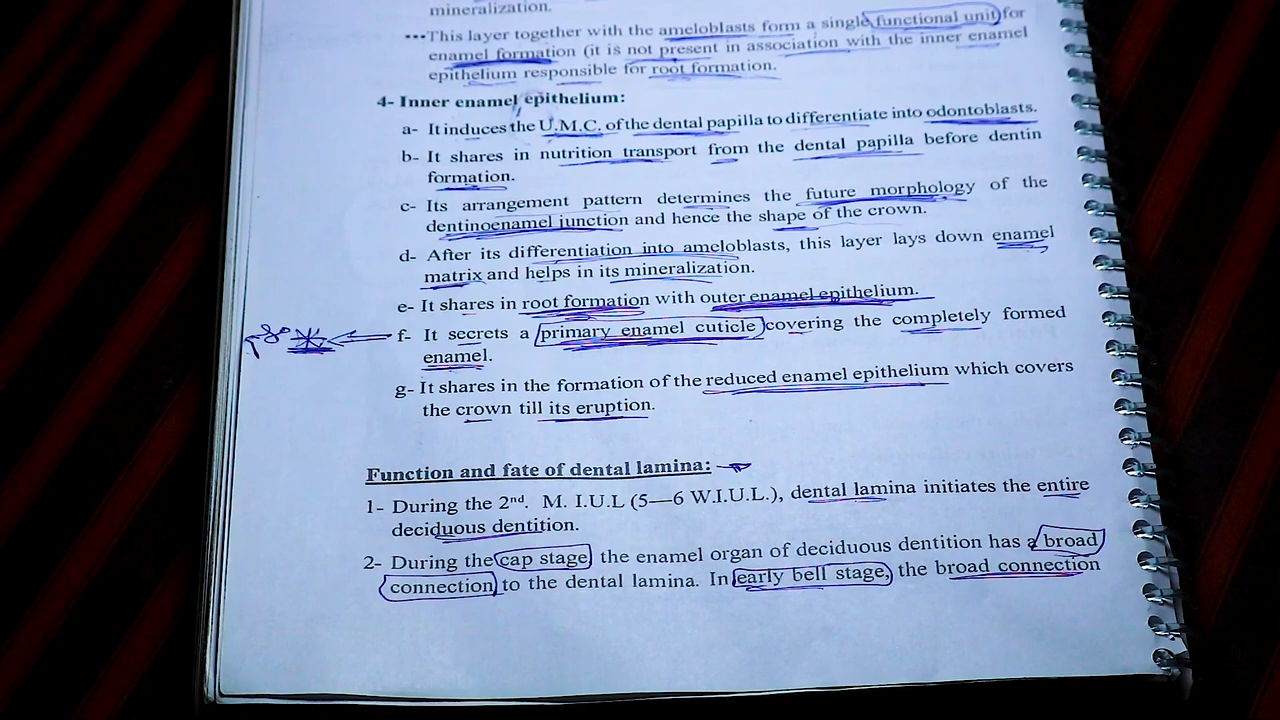 mineralization.
•••This layer together with the ameloblasts form a single functional unit for
enamel formation (it is not present in association with the inner enamel
epithelium responsible for root formation.
4- Inner enamel epithelium:
a- It induces the U.M.C. of the dental papilla to differentiate into odontoblasts.
b- It shares in nutrition transport from the dental papilla before dentin
formation.
c- Its arrangement pattern determines the future morphology of the
dentinoenamel junction and hence the shape of the crown.
d- After its differentiation into ameloblasts, this layer lays down enamel
matrix and helps in its mineralization.
e- It shares in root formation with outer enamel epithelium.
f- It secrets a primary enamel cuticle covering the completely formed
enamel.
g- It shares in the formation of the reduced enamel epithelium which covers
the crown till its eruption.
Function and fate of dental lamina:
1- During the 2nd. M. I.U.L (5—6 W.I.U.L.), dental lamina initiates the entire
deciduous dentition.
2- During the cap stage, the enamel organ of deciduous dentition has a broad
connection to the dental lamina. In early bell stage, the broad connection